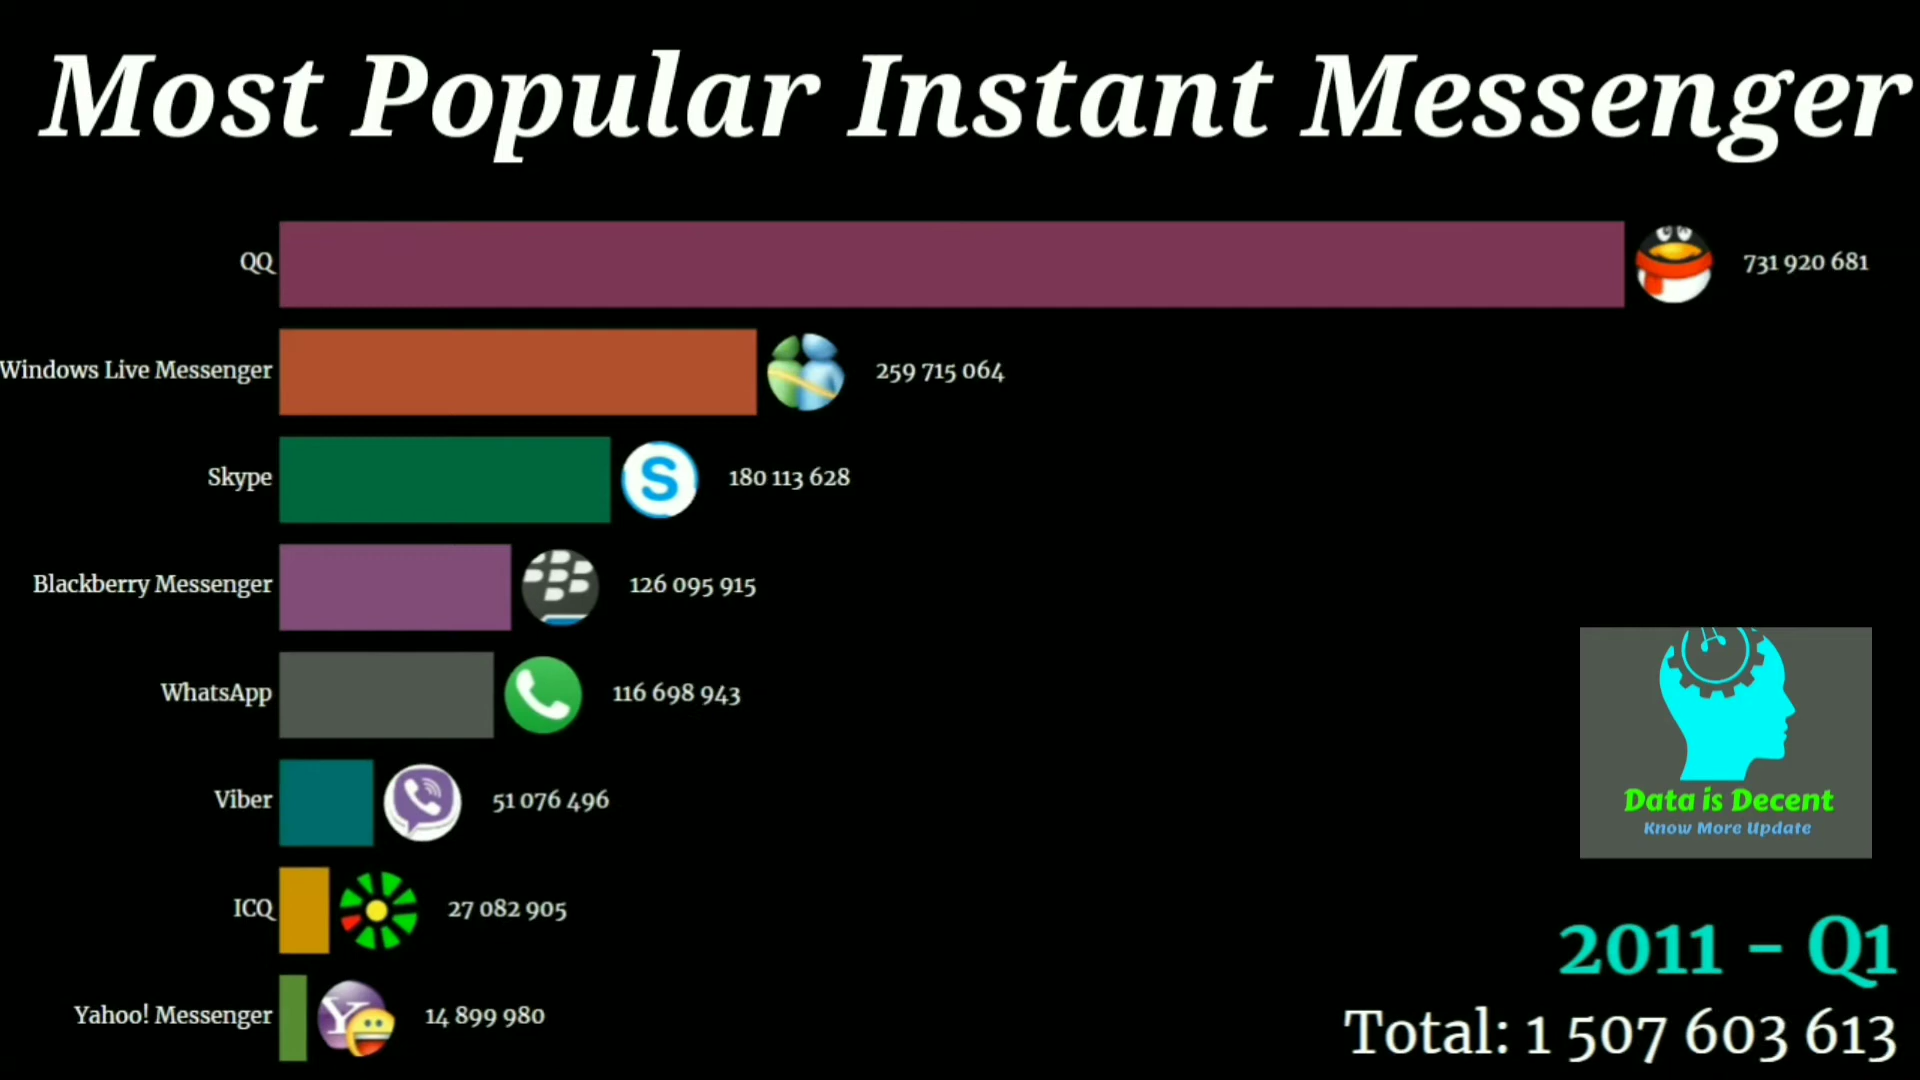 Most Popular Instant Messenger
QQ 731 920 681
Windows Live Messenger 259 715 064
Skype S 180 113 628
Blackberry Messenger 126 095 915
WhatsApp 116 698 943
Viber 51 076 496
ICQ 27 082 905
Yahoo! Messenger Y 14 899 980
Data is Decent
Know More Update
2011 - Q1
Total: 1 507 603 613